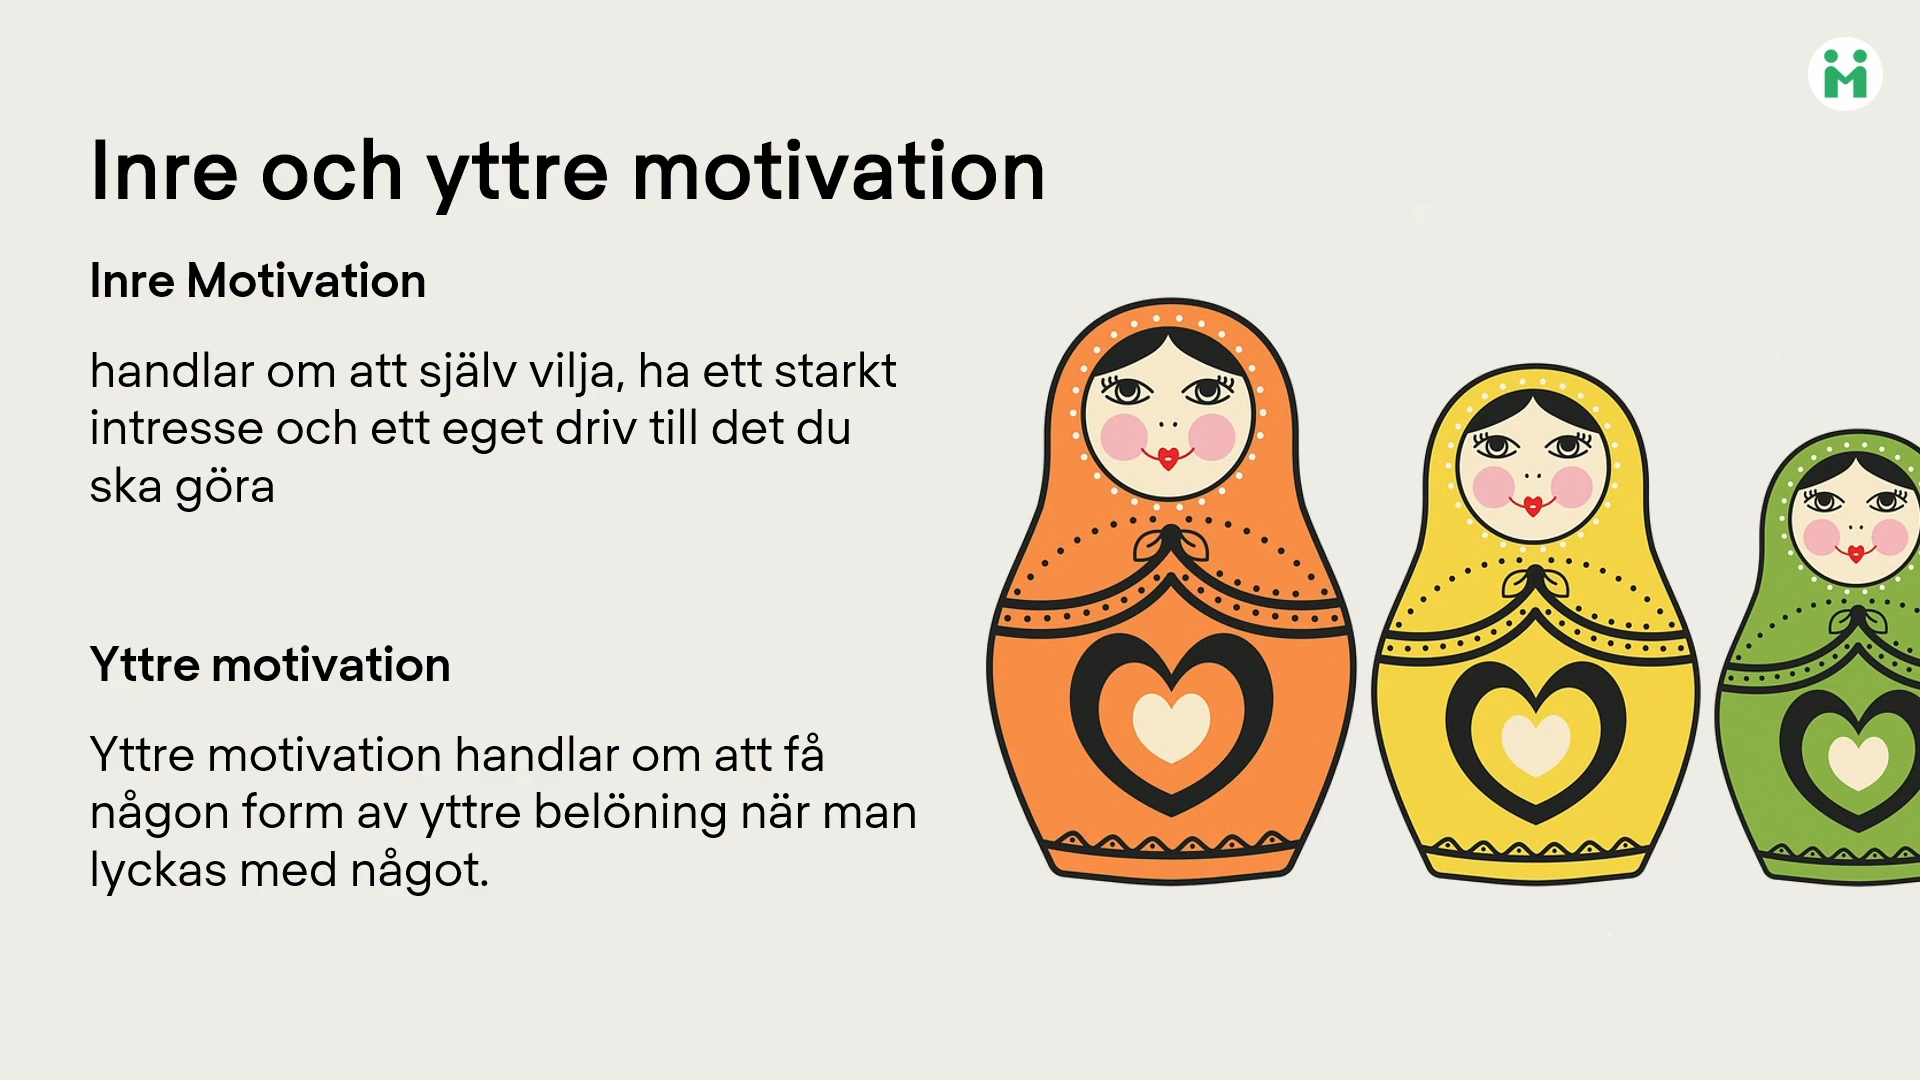 Inre och yttre motivation
Inre Motivation
handlar om att själv vilja, ha ett starkt
intresse och ett eget driv till det du
ska göra
Yttre motivation
Yttre motivation handlar om att få
någon form av yttre belöning när man
lyckas med något.